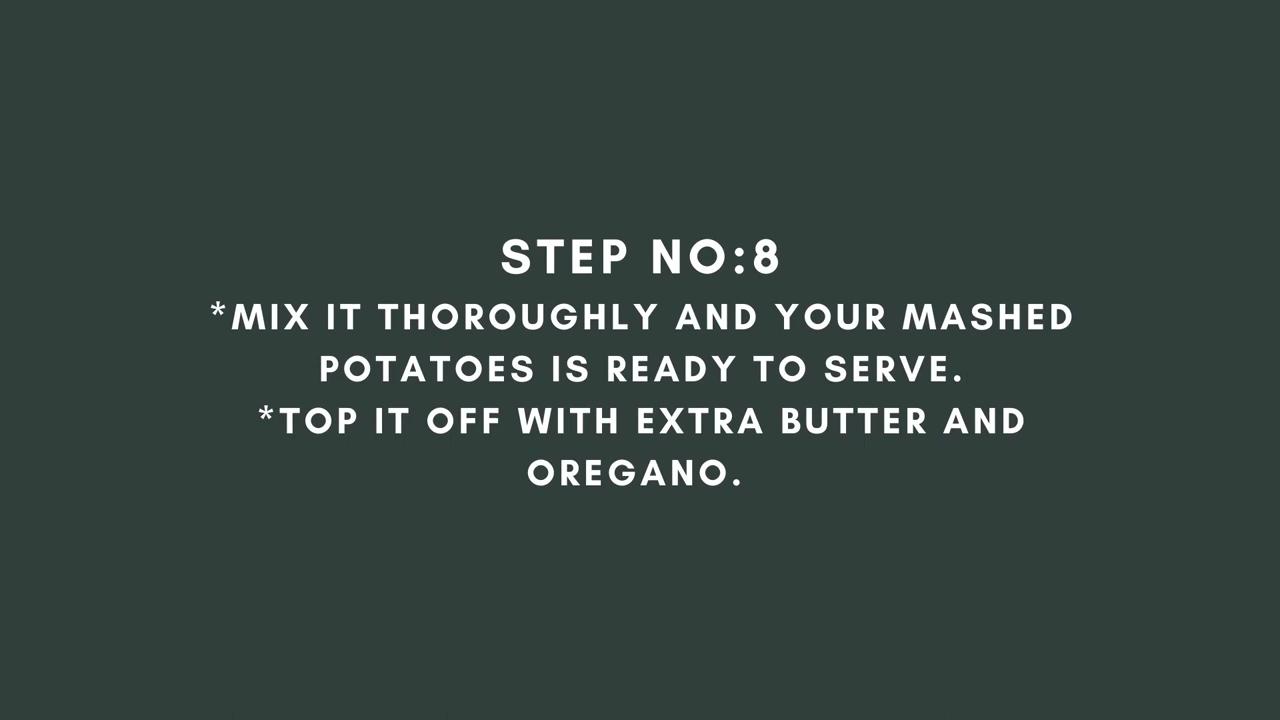 STEP NO:8
*MIX IT THOROUGHLY AND YOUR MASHED
POTATOES IS READY TO SERVE.
*TOP IT OFF WITH EXTRA BUTTER AND
OREGANO.